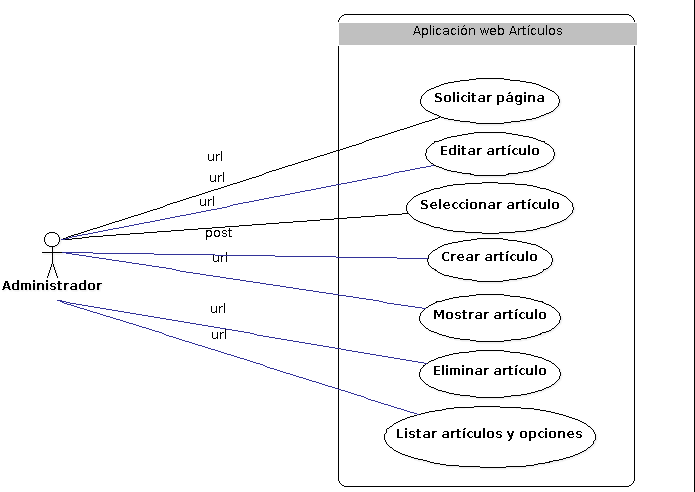 Aplicación web Artículos
Solicitar página
Editar artículo
Seleccionar artículo
Crear artículo
Mostrar artículo
Eliminar artículo
Listar artículos y opciones
url
url
url
post
url
url
url
Administrador